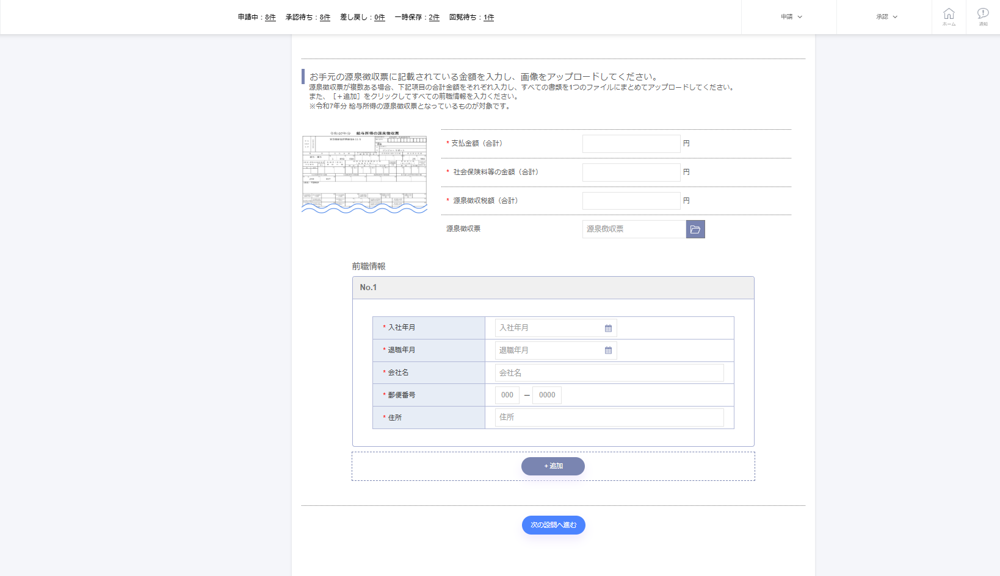 申請中：8件 承認待ち：8件 差し戻し：0件 一時保存：2件 回覧待ち：1件
申請
承認
ホーム
通知
お手元の源泉徴収票に記載されている金額を入力し、画像をアップロードしてください。
源泉徴収票が複数ある場合、下記項目の合計金額をそれぞれ入力し、すべての書類を1つのファイルにまとめてアップロードしてください。
また、［＋追加］をクリックしてすべての前職情報を入力ください。
※令和7年分 給与所得の源泉徴収票となっているものが対象です。
令和 07年分 給与所得の源泉徴収票
* 支払金額（合計） 円
* 社会保険料等の金額（合計） 円
* 源泉徴収税額（合計） 円
源泉徴収票 源泉徴収票
前職情報
No.1
* 入社年月 入社年月
* 退職年月 退職年月
* 会社名 会社名
* 郵便番号 000 ー 0000
* 住所 住所
+ 追加
次の設問へ進む